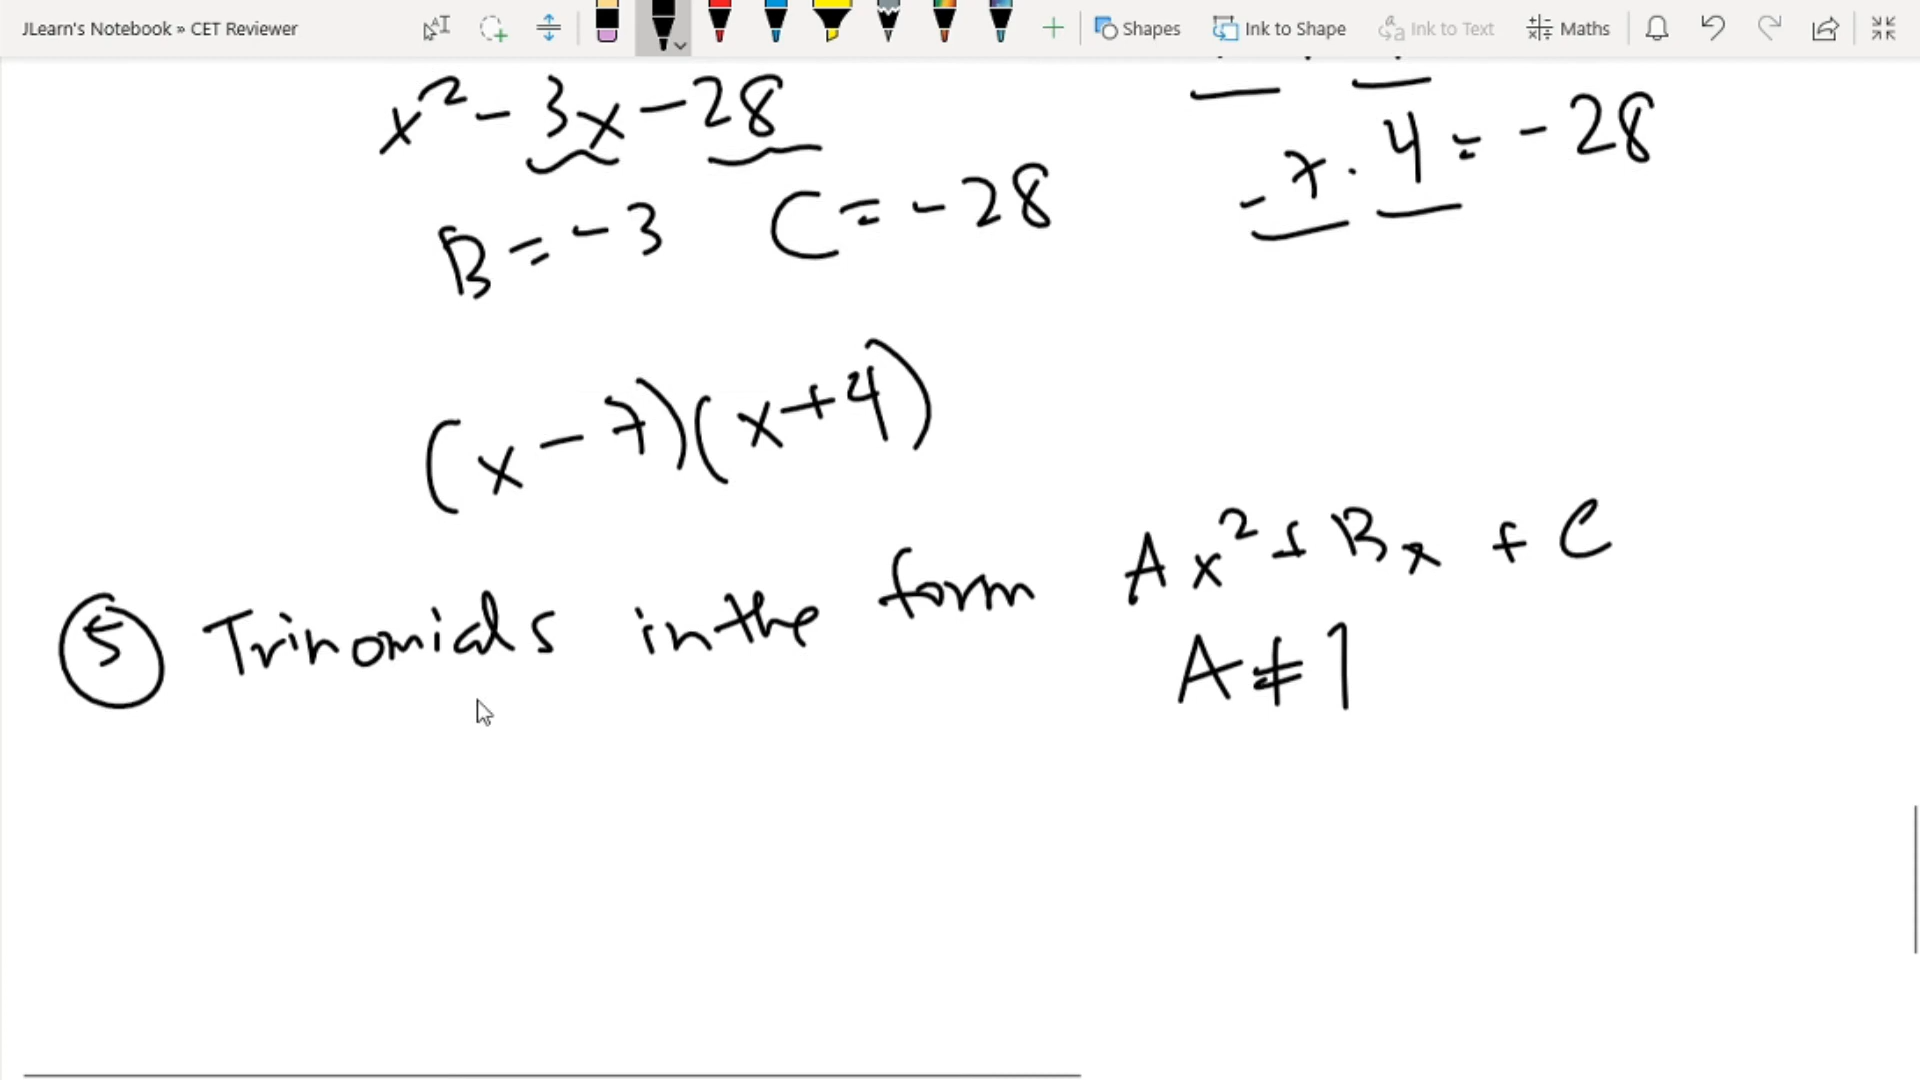 JLearn's Notebook » CET Reviewer
Shapes Ink to Shape Ink to Text Maths
x² - 3x - 28
-7 · 4 = -28
B = -3 C = -28
(x - 7)(x + 4)
⑤ Trinomials in the form Ax² + Bx + C
A ≠ 1